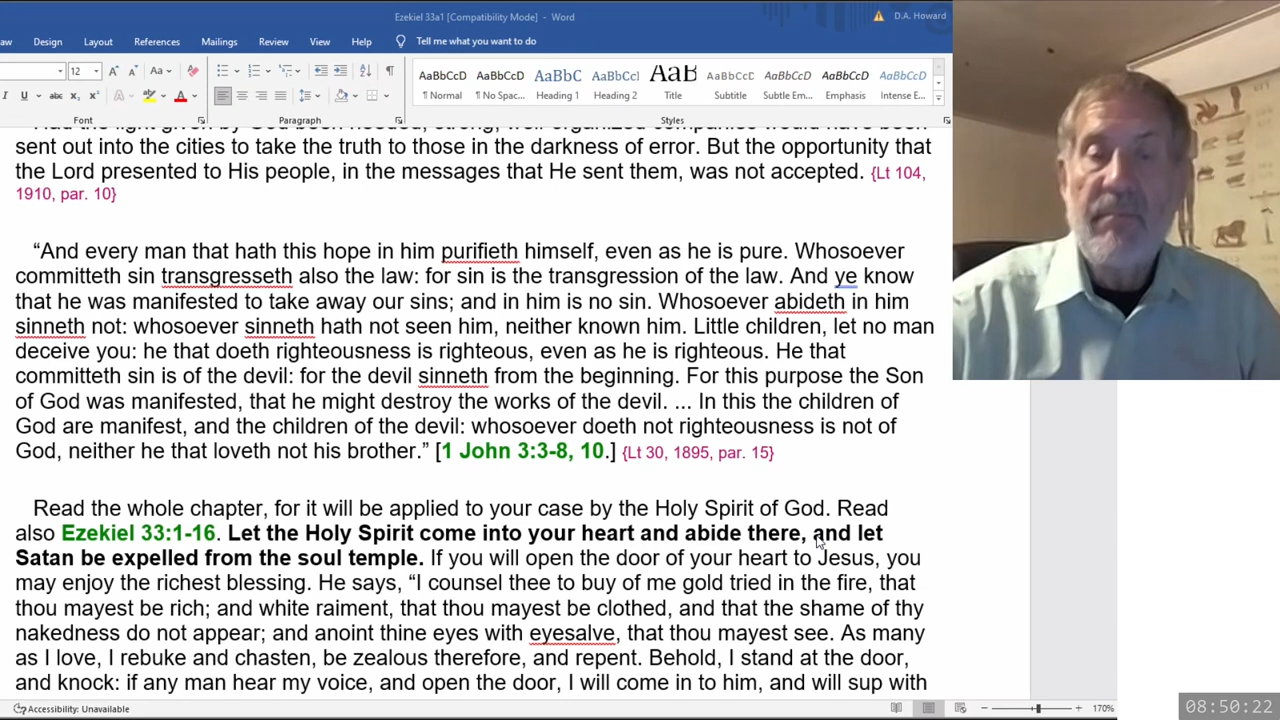 Ezekiel 33a1 [Compatibility Mode] - Word
D.A. Howard
aw Design Layout References Mailings Review View Help Tell me what you want to do
12 A A Aa
AaBbCcD AaBbCcD AaBbC AaBbCcI AaB AaBbCcD AaBbCcD AaBbCcD AaBbCcD
¶ Normal ¶ No Spac... Heading 1 Heading 2 Title Subtitle Subtle Em... Emphasis Intense E...
I U abc X₂ X² A ab A
Font Paragraph Styles
Had the light given by God been heeded, strong, well-organized companies would have been
sent out into the cities to take the truth to those in the darkness of error. But the opportunity that
the Lord presented to His people, in the messages that He sent them, was not accepted. {Lt 104,
1910, par. 10}
“And every man that hath this hope in him purifieth himself, even as he is pure. Whosoever
committeth sin transgresseth also the law: for sin is the transgression of the law. And ye know
that he was manifested to take away our sins; and in him is no sin. Whosoever abideth in him
sinneth not: whosoever sinneth hath not seen him, neither known him. Little children, let no man
deceive you: he that doeth righteousness is righteous, even as he is righteous. He that
committeth sin is of the devil: for the devil sinneth from the beginning. For this purpose the Son
of God was manifested, that he might destroy the works of the devil. ... In this the children of
God are manifest, and the children of the devil: whosoever doeth not righteousness is not of
God, neither he that loveth not his brother.” [1 John 3:3-8, 10.] {Lt 30, 1895, par. 15}
Read the whole chapter, for it will be applied to your case by the Holy Spirit of God. Read
also Ezekiel 33:1-16. Let the Holy Spirit come into your heart and abide there, and let
Satan be expelled from the soul temple. If you will open the door of your heart to Jesus, you
may enjoy the richest blessing. He says, “I counsel thee to buy of me gold tried in the fire, that
thou mayest be rich; and white raiment, that thou mayest be clothed, and that the shame of thy
nakedness do not appear; and anoint thine eyes with eyesalve, that thou mayest see. As many
as I love, I rebuke and chasten, be zealous therefore, and repent. Behold, I stand at the door,
and knock: if any man hear my voice, and open the door, I will come in to him, and will sup with
Accessibility: Unavailable
170%
08:50:22